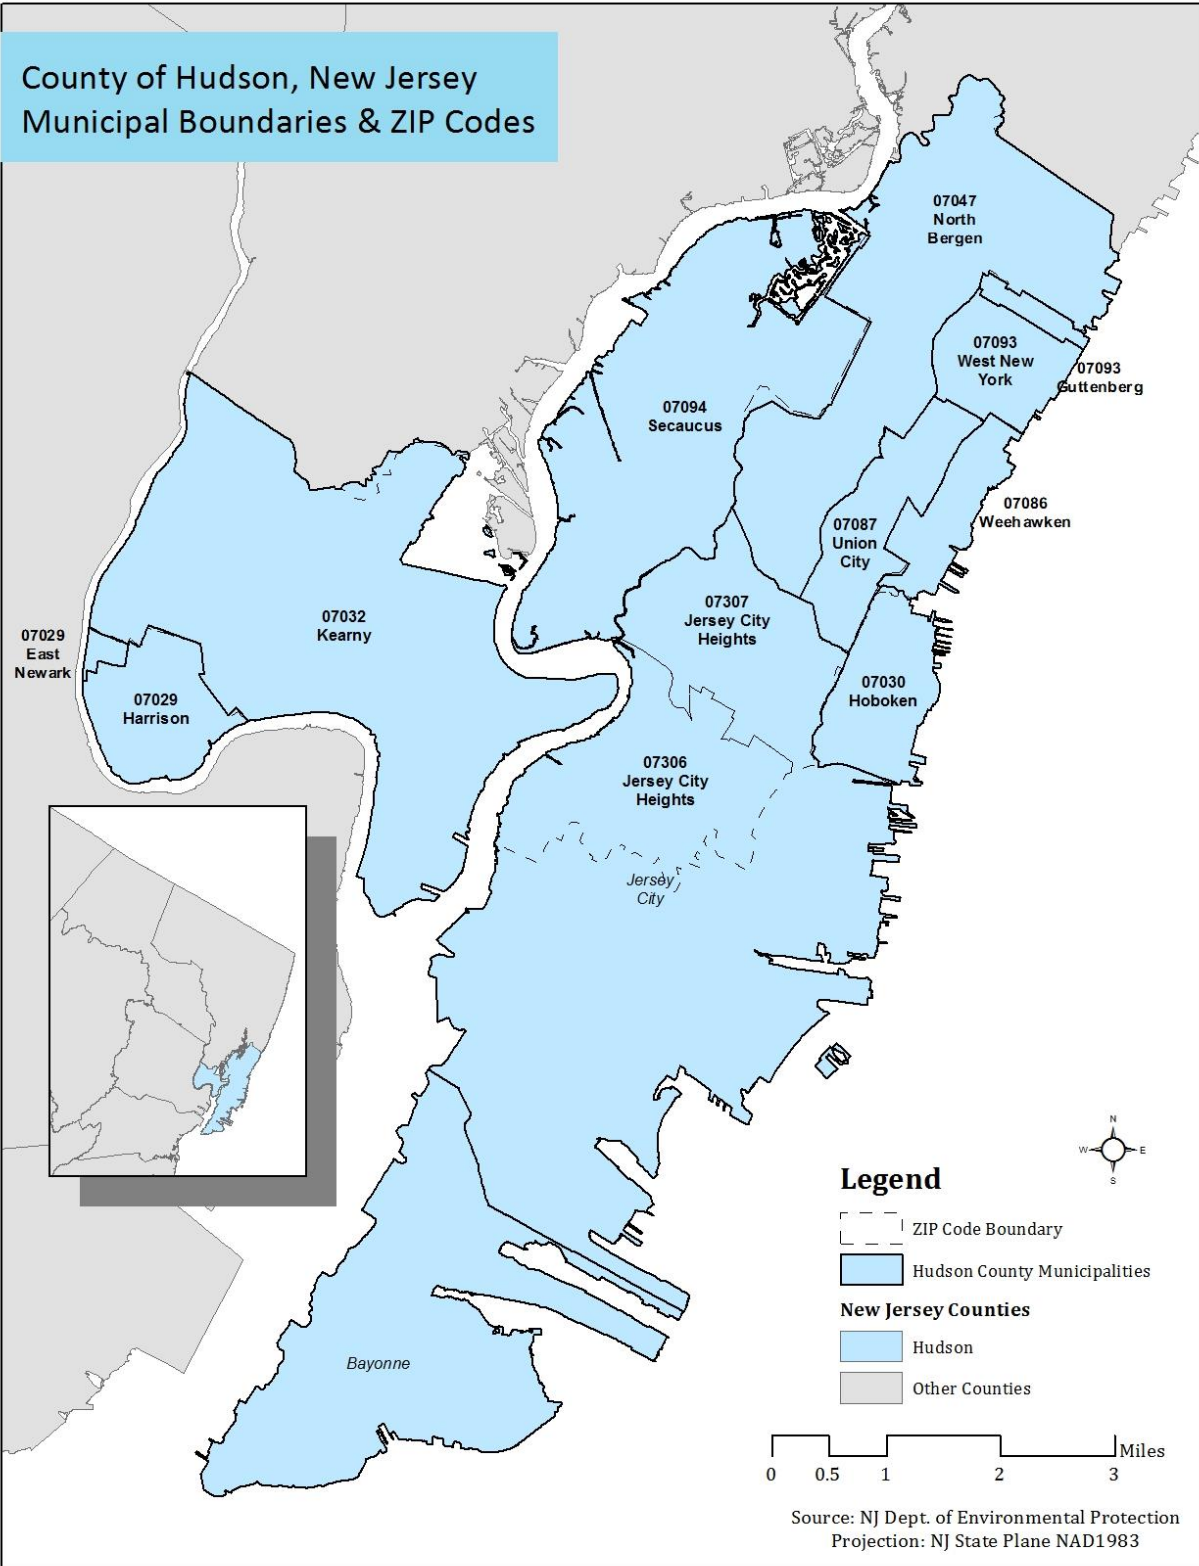 County of Hudson, New Jersey
Municipal Boundaries & ZIP Codes
07047
North
Bergen
07093
West New
York
07093
Guttenberg
07094
Secaucus
07086
Weehawken
07087
Union
City
07307
Jersey City
Heights
07032
Kearny
07029
East
Newark
07029
Harrison
07030
Hoboken
07306
Jersey City
Heights
Jersey
City
Bayonne
N
W
E
S
Legend
ZIP Code Boundary
Hudson County Municipalities
New Jersey Counties
Hudson
Other Counties
Miles
0 0.5 1 2 3
Source: NJ Dept. of Environmental Protection
Projection: NJ State Plane NAD1983